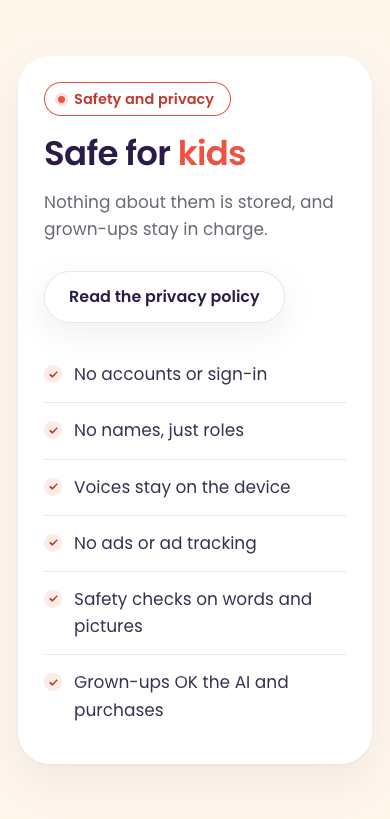 Safety and privacy
Safe for kids
Nothing about them is stored, and
grown-ups stay in charge.
Read the privacy policy
No accounts or sign-in
No names, just roles
Voices stay on the device
No ads or ad tracking
Safety checks on words and
pictures
Grown-ups OK the AI and
purchases